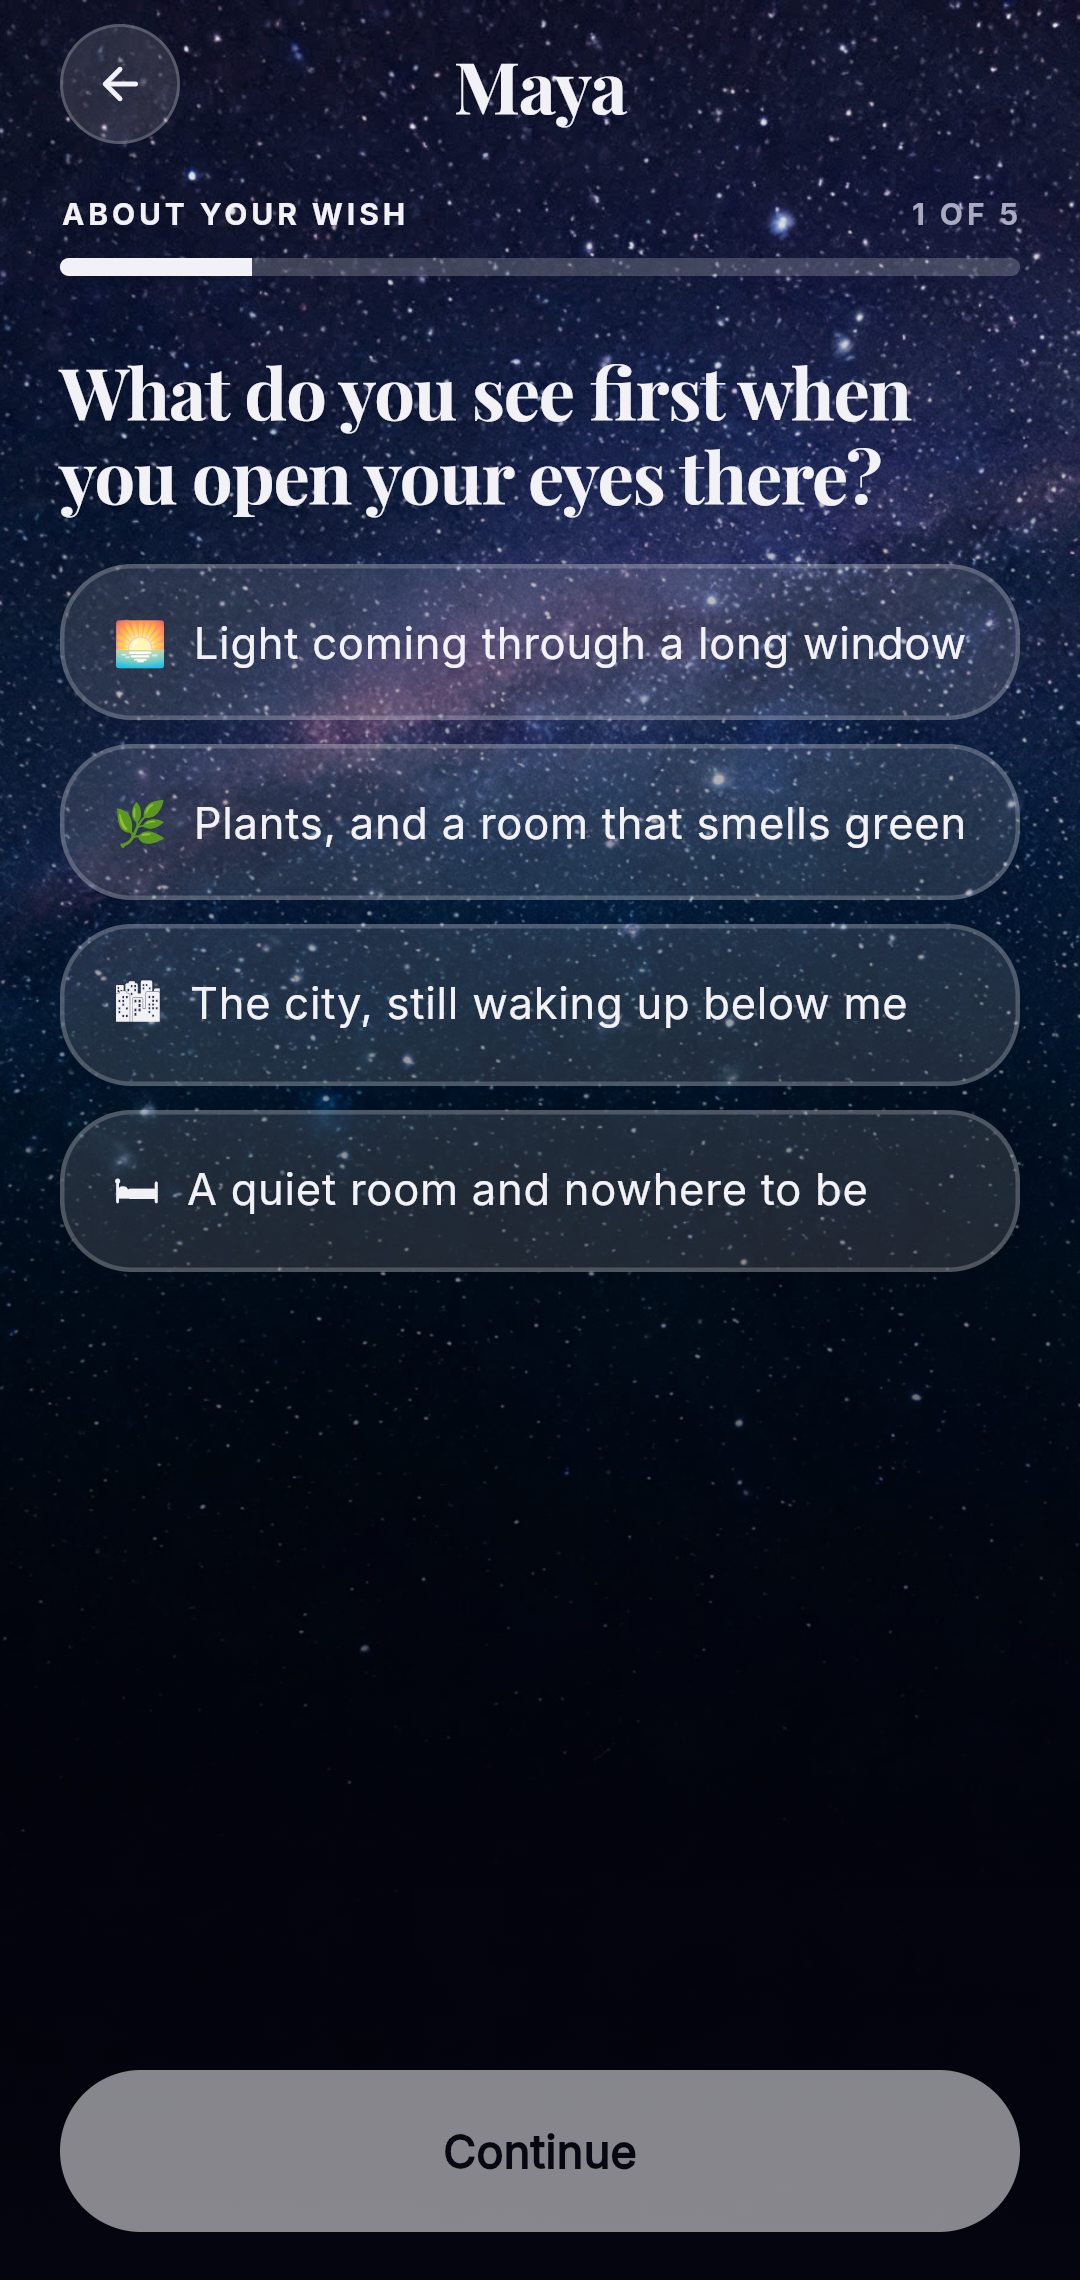 Maya
ABOUT YOUR WISH
1 OF 5
What do you see first when
you open your eyes there?
Light coming through a long window
Plants, and a room that smells green
The city, still waking up below me
A quiet room and nowhere to be
Continue